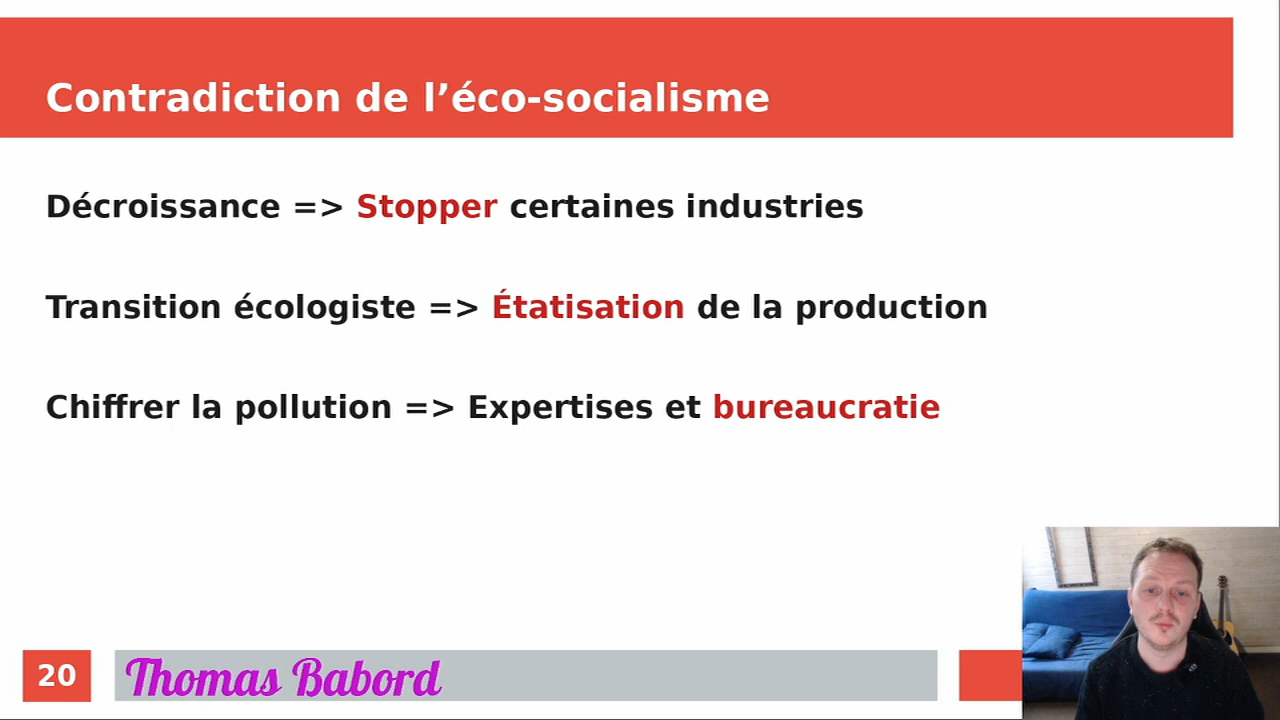 Contradiction de l’éco-socialisme
Décroissance => Stopper certaines industries
Transition écologiste => Étatisation de la production
Chiffrer la pollution => Expertises et bureaucratie
20
Thomas Babord